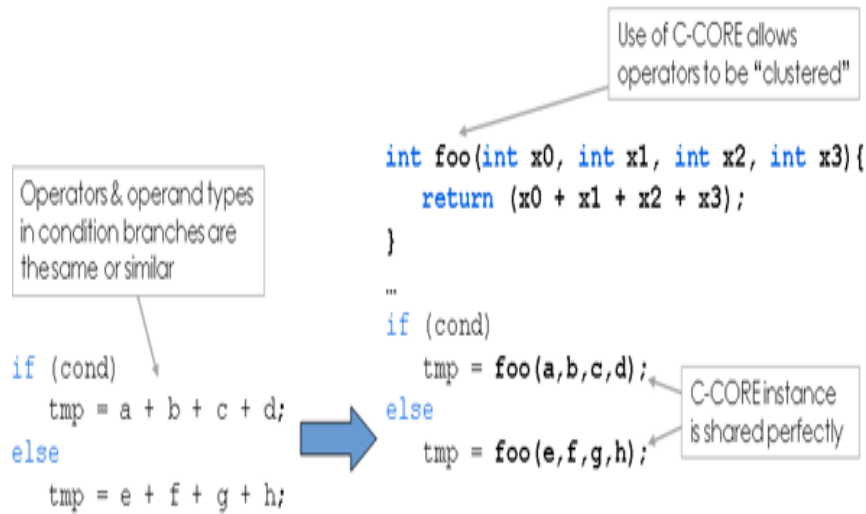 Use of C-CORE allows
operators to be "clustered"
int foo(int x0, int x1, int x2, int x3){
return (x0 + x1 + x2 + x3);
}
…
if (cond)
tmp = foo(a,b,c,d);
else
tmp = foo(e,f,g,h);
C-CORE instance
is shared perfectly
Operators & operand types
in condition branches are
the same or similar
if (cond)
tmp = a + b + c + d;
else
tmp = e + f + g + h;